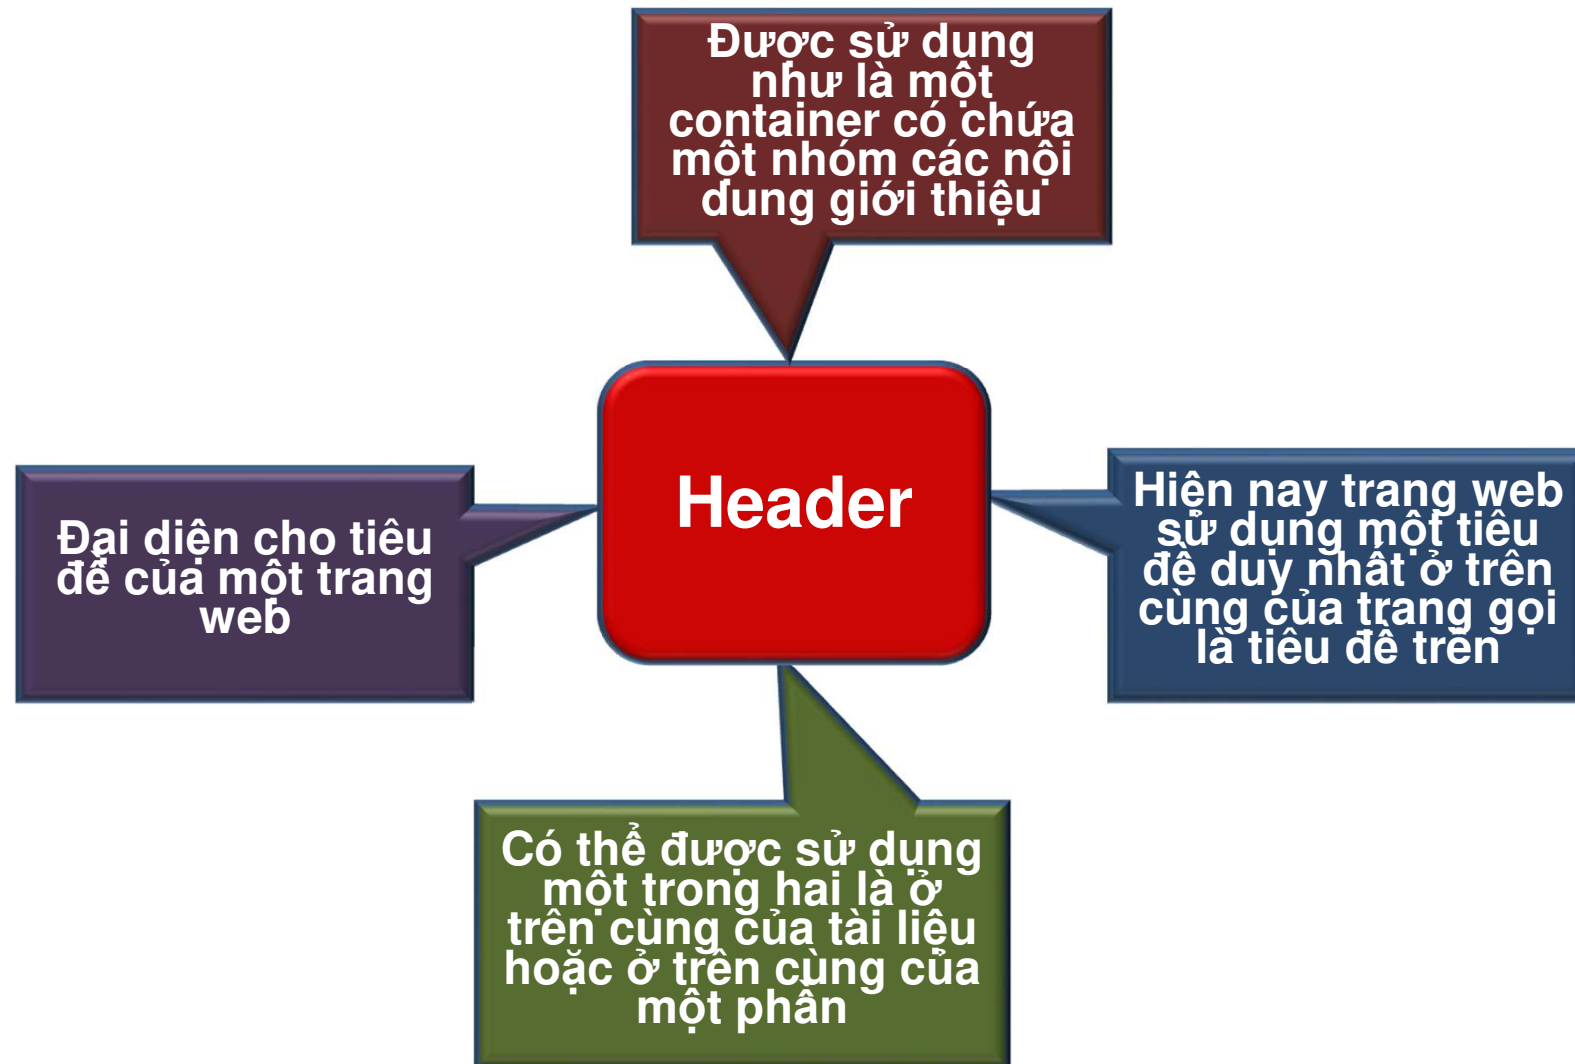 Được sử dụng
như là một
container có chứa
một nhóm các nội
dung giới thiệu
Header
Đại diện cho tiêu
đề của một trang
web
Hiện nay trang web
sử dụng một tiêu
đề duy nhất ở trên
cùng của trang gọi
là tiêu đề trên
Có thể được sử dụng
một trong hai là ở
trên cùng của tài liệu
hoặc ở trên cùng của
một phần